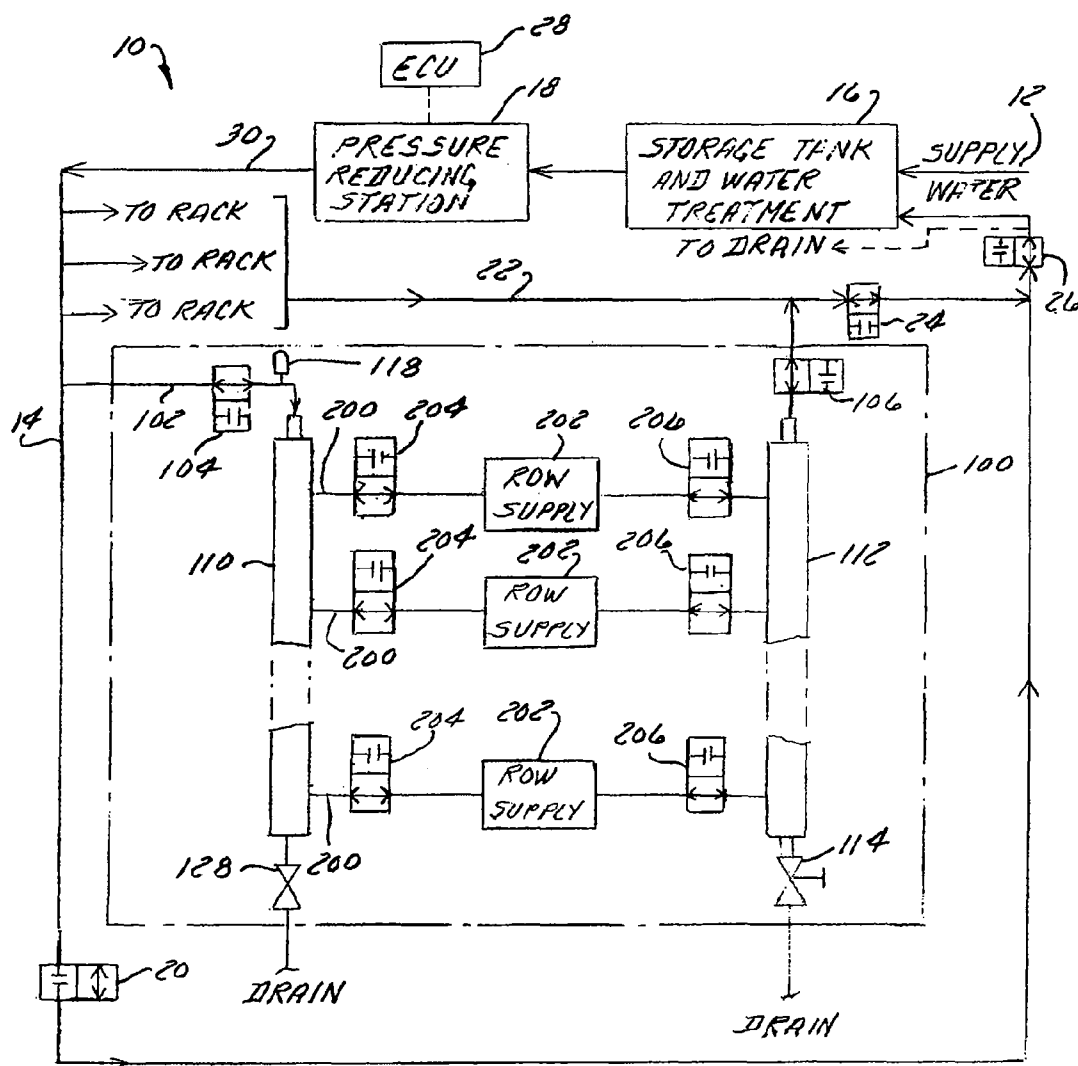 10
28
ECU
18
16
12
30
PRESSURE
REDUCING
STATION
STORAGE TANK
AND WATER
TREATMENT
SUPPLY
WATER
TO DRAIN
TO RACK
TO RACK
TO RACK
22
24
26
118
102
104
106
14
200
204
202
206
100
ROW
SUPPLY
110
204
202
206
112
ROW
SUPPLY
200
204
202
206
ROW
SUPPLY
128
200
114
20
DRAIN
DRAIN